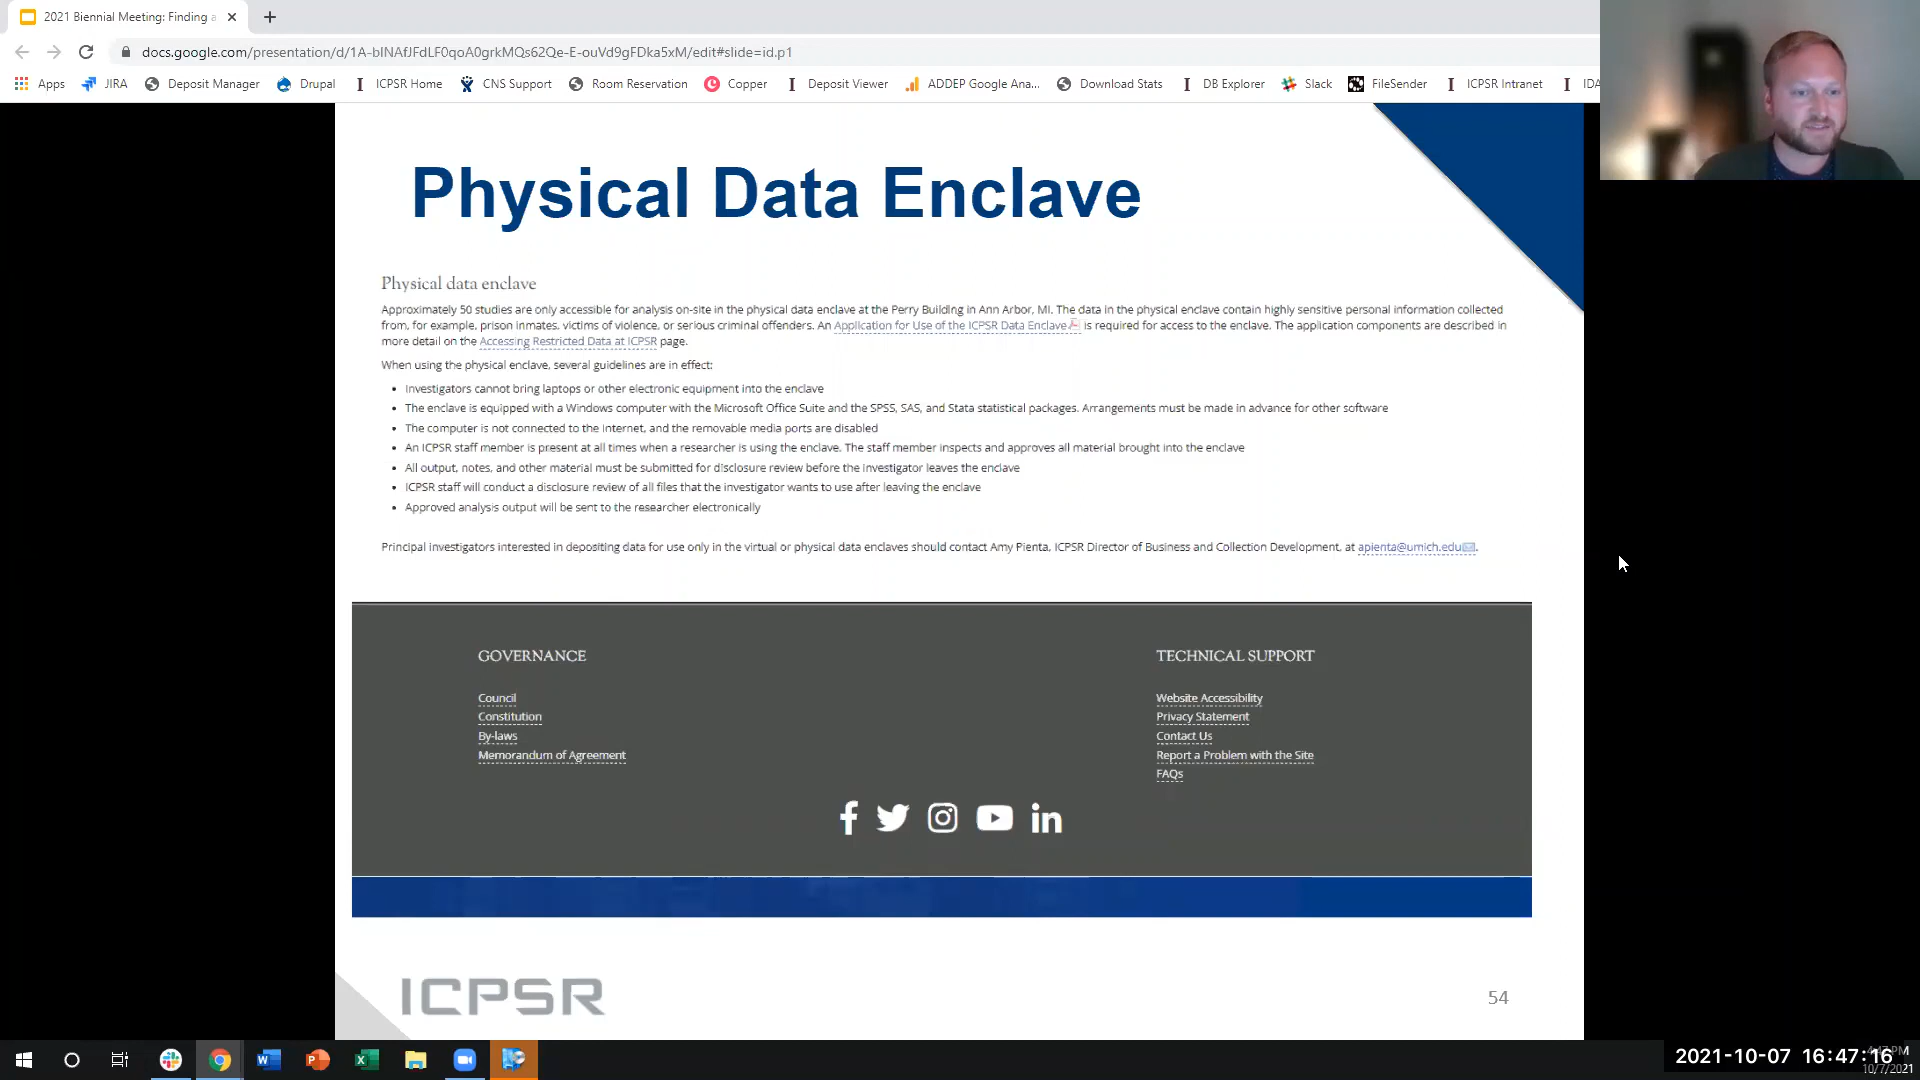 2021 Biennial Meeting: Finding a
docs.google.com/presentation/d/1A-bINAfJFdLF0qoA0grkMQs62Qe-E-ouVd9gFDka5xM/edit#slide=id.p1
Apps JIRA Deposit Manager Drupal ICPSR Home CNS Support Room Reservation Copper Deposit Viewer ADDEP Google Ana... Download Stats DB Explorer Slack FileSender ICPSR Intranet IDA
Physical Data Enclave
Physical data enclave
Approximately 50 studies are only accessible for analysis on-site in the physical data enclave at the Perry Building in Ann Arbor, MI. The data in the physical enclave contain highly sensitive personal information collected
from, for example, prison inmates, victims of violence, or serious criminal offenders. An Application for Use of the ICPSR Data Enclave is required for access to the enclave. The application components are described in
more detail on the Accessing Restricted Data at ICPSR page.
When using the physical enclave, several guidelines are in effect:
• Investigators cannot bring laptops or other electronic equipment into the enclave
• The enclave is equipped with a Windows computer with the Microsoft Office Suite and the SPSS, SAS, and Stata statistical packages. Arrangements must be made in advance for other software
• The computer is not connected to the internet, and the removable media ports are disabled
• An ICPSR staff member is present at all times when a researcher is using the enclave. The staff member inspects and approves all material brought into the enclave
• All output, notes, and other material must be submitted for disclosure review before the investigator leaves the enclave
• ICPSR staff will conduct a disclosure review of all files that the investigator wants to use after leaving the enclave
• Approved analysis output will be sent to the researcher electronically
Principal investigators interested in depositing data for use only in the virtual or physical data enclaves should contact Amy Pienta, ICPSR Director of Business and Collection Development, at apienta@umich.edu.
GOVERNANCE
Council
Constitution
By-laws
Memorandum of Agreement
TECHNICAL SUPPORT
Website Accessibility
Privacy Statement
Contact Us
Report a Problem with the Site
FAQs
ICPSR
54
2021-10-07 16:47:16
4:47 PM
10/7/2021